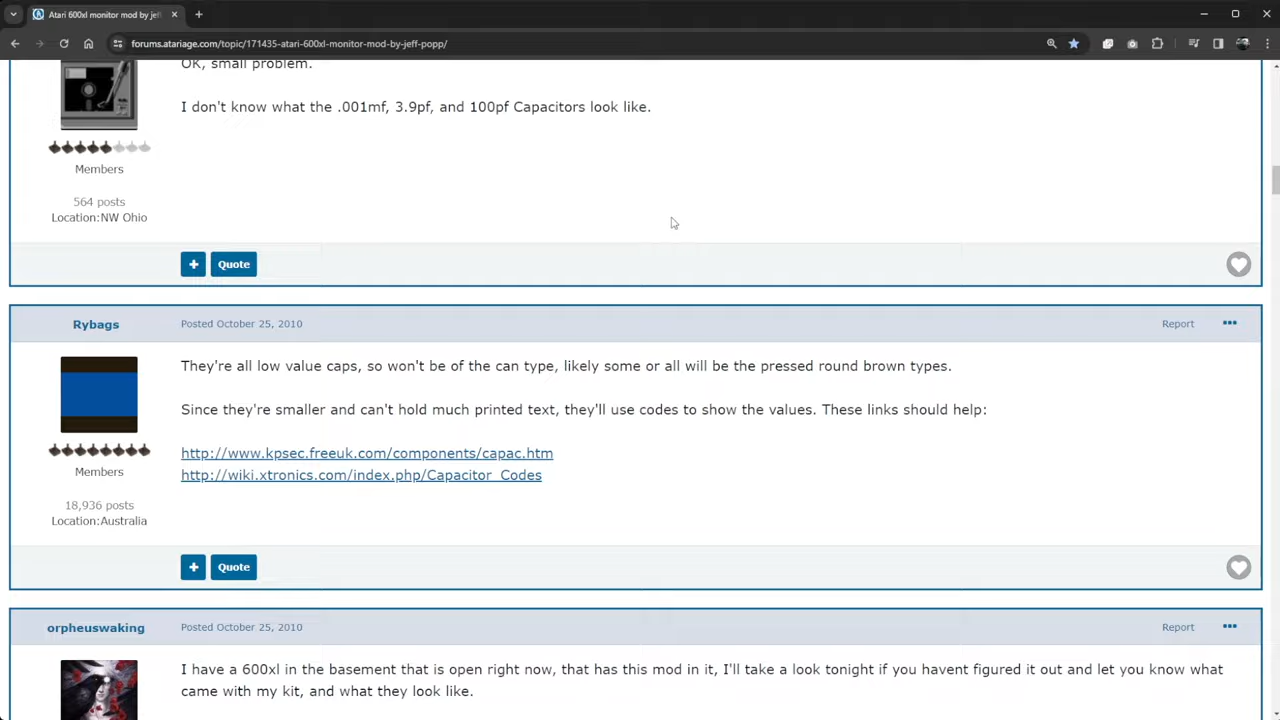 Atari 600xl monitor mod by jeff
forums.atariage.com/topic/171435-atari-600xl-monitor-mod-by-jeff-popp/
OK, small problem.
I don't know what the .001mf, 3.9pf, and 100pf Capacitors look like.
Members
564 posts
Location:NW Ohio
+ Quote
Rybags
Posted October 25, 2010
Report
They're all low value caps, so won't be of the can type, likely some or all will be the pressed round brown types.
Since they're smaller and can't hold much printed text, they'll use codes to show the values. These links should help:
http://www.kpsec.freeuk.com/components/capac.htm
http://wiki.xtronics.com/index.php/Capacitor_Codes
Members
18,936 posts
Location:Australia
+ Quote
orpheuswaking
Posted October 25, 2010
Report
I have a 600xl in the basement that is open right now, that has this mod in it, I'll take a look tonight if you havent figured it out and let you know what
came with my kit, and what they look like.